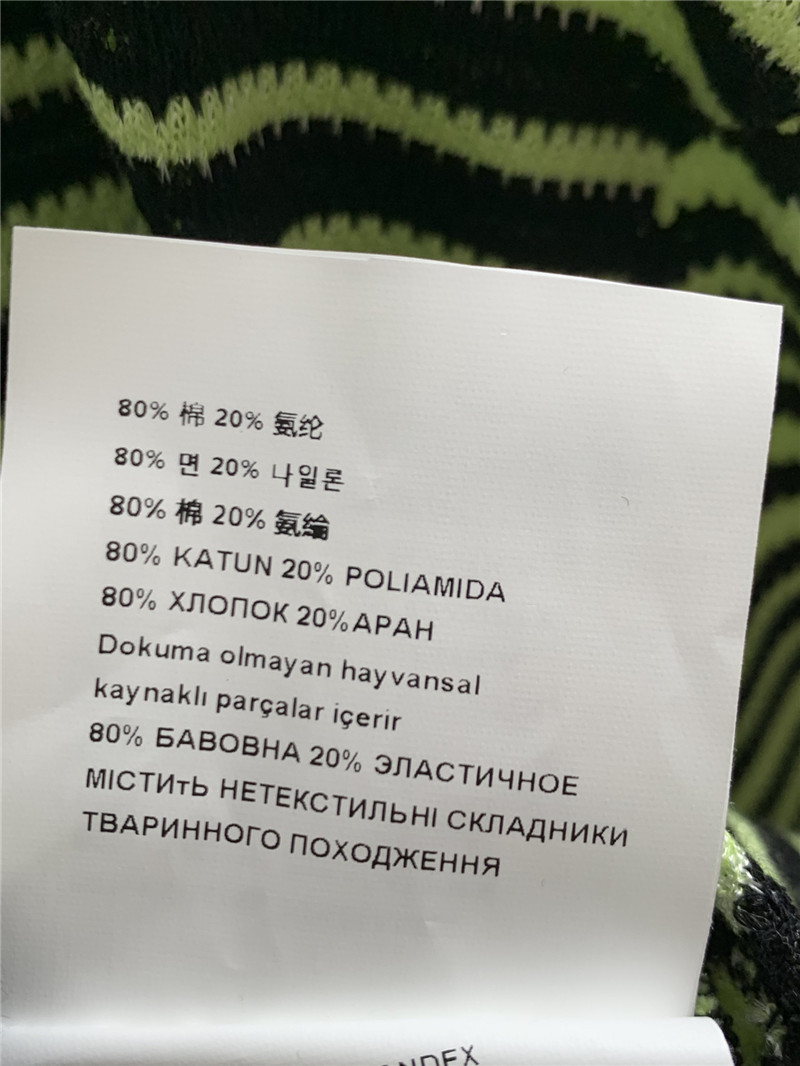 80% 棉 20% 氨纶
80% 면 20% 나일론
80% 棉 20% 氨綸
80% KATUN 20% POLIAMIDA
80% ХЛОПОК 20%АРАН
Dokuma olmayan hayvansal
kaynaklı parçalar içerir
80% БАВОВНА 20% ЭЛАСТИЧНОЕ
МІСТИтЬ НЕТЕКСТИЛЬНІ СКЛАДНИКИ
ТВАРИННОГО ПОХОДЖЕННЯ